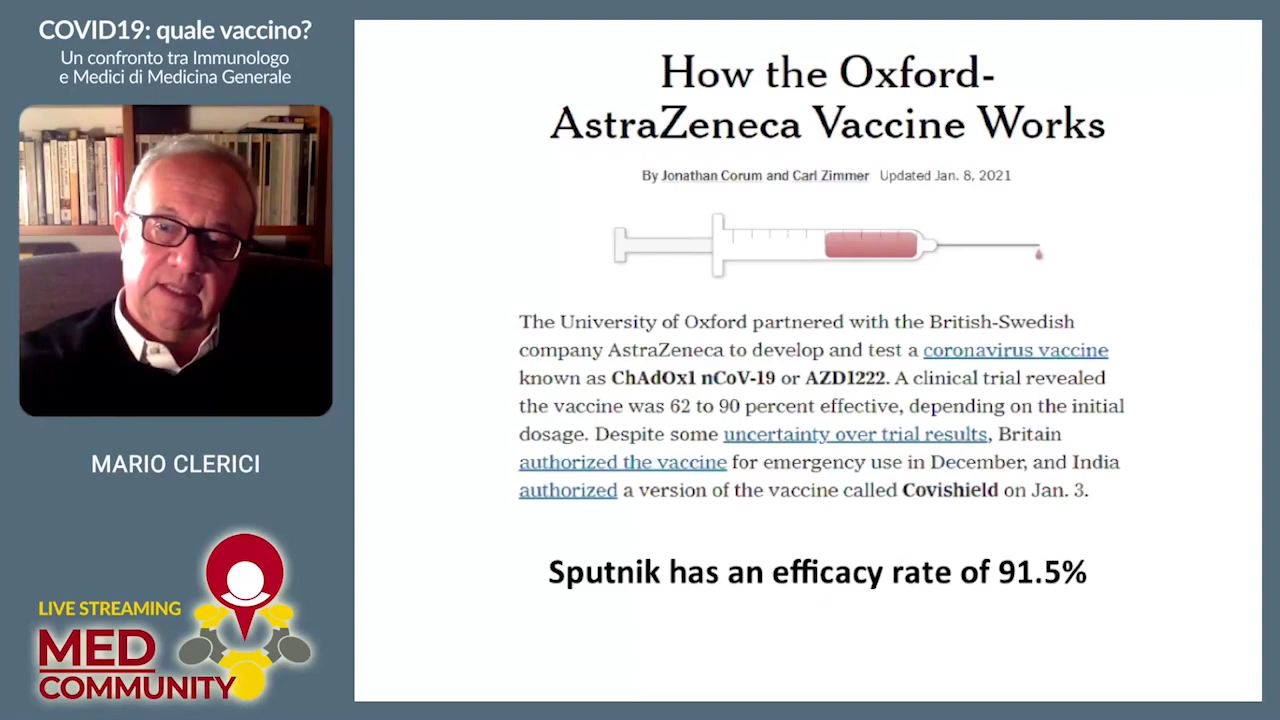 COVID19: quale vaccino?
Un confronto tra Immunologo
e Medici di Medicina Generale
MARIO CLERICI
LIVE STREAMING
MED
COMMUNITY
How the Oxford-
AstraZeneca Vaccine Works
By Jonathan Corum and Carl Zimmer Updated Jan. 8, 2021
The University of Oxford partnered with the British-Swedish
company AstraZeneca to develop and test a coronavirus vaccine
known as ChAdOx1 nCoV-19 or AZD1222. A clinical trial revealed
the vaccine was 62 to 90 percent effective, depending on the initial
dosage. Despite some uncertainty over trial results, Britain
authorized the vaccine for emergency use in December, and India
authorized a version of the vaccine called Covishield on Jan. 3.
Sputnik has an efficacy rate of 91.5%